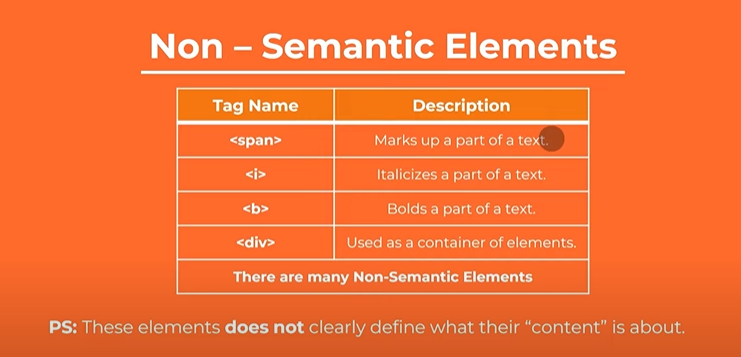 Non – Semantic Elements
Tag Name Description
<span> Marks up a part of a text.
<i> Italicizes a part of a text.
<b> Bolds a part of a text.
<div> Used as a container of elements.
There are many Non-Semantic Elements
PS: These elements does not clearly define what their “content” is about.